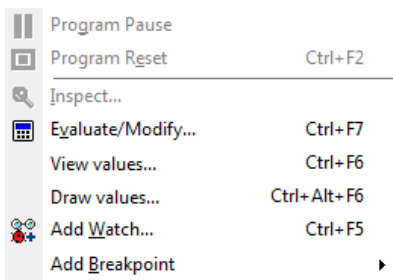 Program Pause
Program Reset Ctrl+F2
Inspect...
Evaluate/Modify... Ctrl+F7
View values... Ctrl+F6
Draw values... Ctrl+Alt+F6
Add Watch... Ctrl+F5
Add Breakpoint